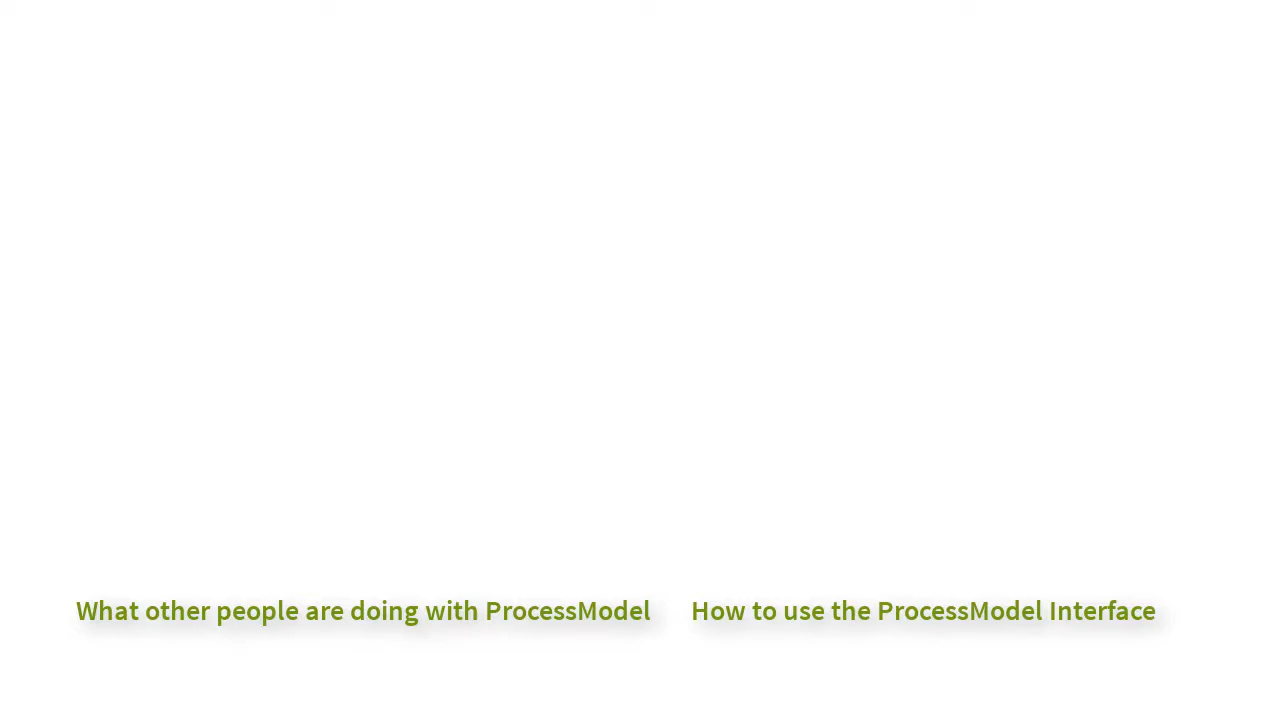 What other people are doing with ProcessModel
How to use the ProcessModel Interface